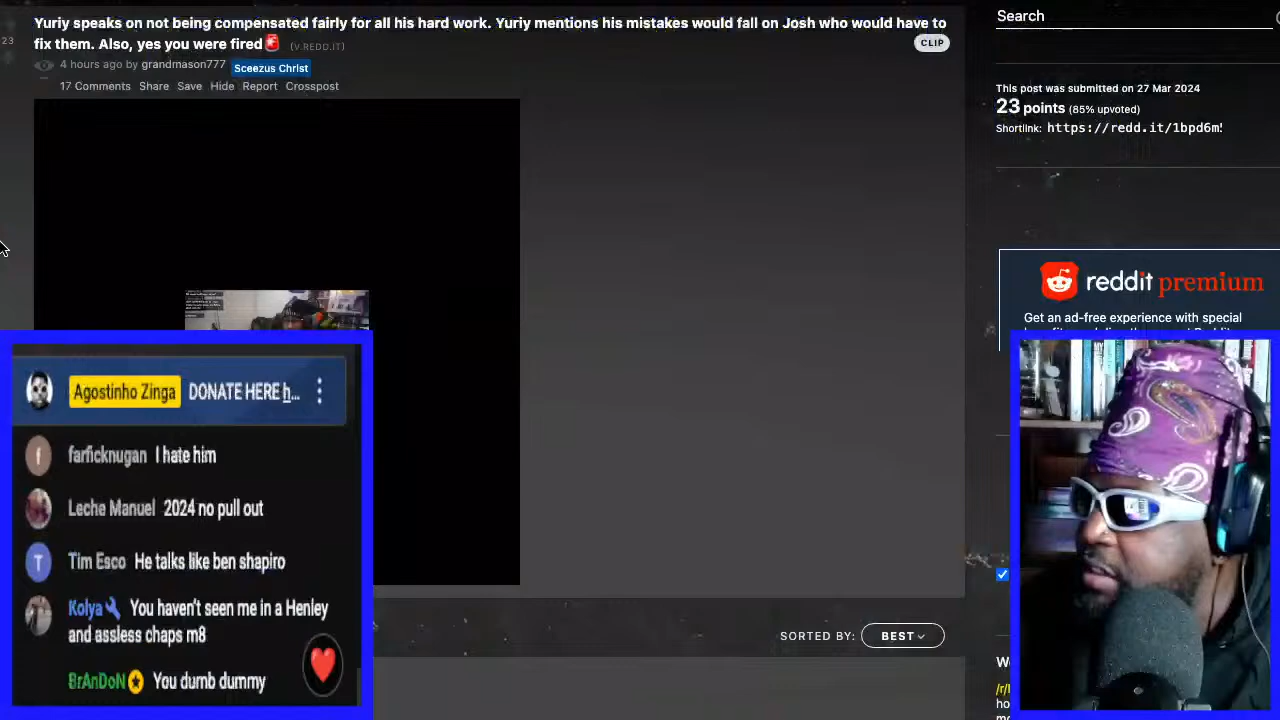 Yuriy speaks on not being compensated fairly for all his hard work. Yuriy mentions his mistakes would fall on Josh who would have to
fix them. Also, yes you were fired🚨 (V.REDD.IT)
CLIP
23
4 hours ago by grandmason777 Sceezus Christ
17 Comments Share Save Hide Report Crosspost
Search
This post was submitted on 27 Mar 2024
23 points (85% upvoted)
Shortlink: https://redd.it/1bpd6m!
reddit premium
Get an ad-free experience with special
Agostinho Zinga DONATE HERE h...
farficknugan I hate him
Leche Manuel 2024 no pull out
T Tim Esco He talks like ben shapiro
Kolya🔧 You haven't seen me in a Henley
and assless chaps m8
BrAnDoN You dumb dummy
SORTED BY: BEST